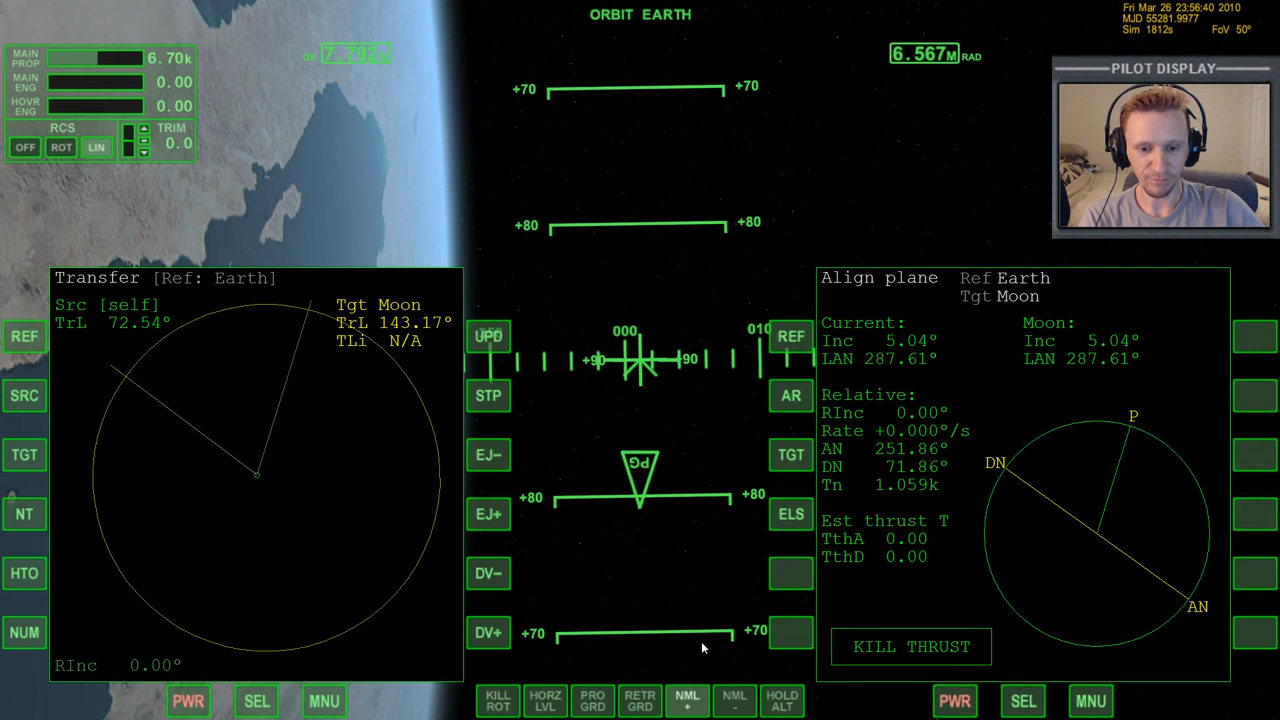 ORBIT EARTH
Fri Mar 26 23:56:40 2010
MJD 55281.9977
Sim 1812s FoV 50°
MAIN PROP 6.70k
MAIN ENG 0.00
HOVR ENG 0.00
RCS TRIM
OFF ROT LIN 0.0
OS 7.792k
6.567M RAD
PILOT DISPLAY
+70 +70
+80 +80
000 010
+90 90
PG
+80 +80
+70 +70
Transfer [Ref: Earth]
Src [self] Tgt Moon
TrL 72.54° TrL 143.17°
TLi N/A
RInc 0.00°
REF
SRC
TGT
NT
HTO
NUM
UPD
STP
EJ-
EJ+
DV-
DV+
PWR SEL MNU
KILL ROT
HORZ LVL
PRO GRD
RETR GRD
NML +
NML -
HOLD ALT
REF
AR
TGT
ELS
Align plane Ref Earth
Tgt Moon
Current: Moon:
Inc 5.04° Inc 5.04°
LAN 287.61° LAN 287.61°
Relative:
RInc 0.00°
Rate +0.000°/s
AN 251.86°
DN 71.86°
Tn 1.059k
Est thrust T
TthA 0.00
TthD 0.00
P
DN
AN
KILL THRUST
PWR SEL MNU